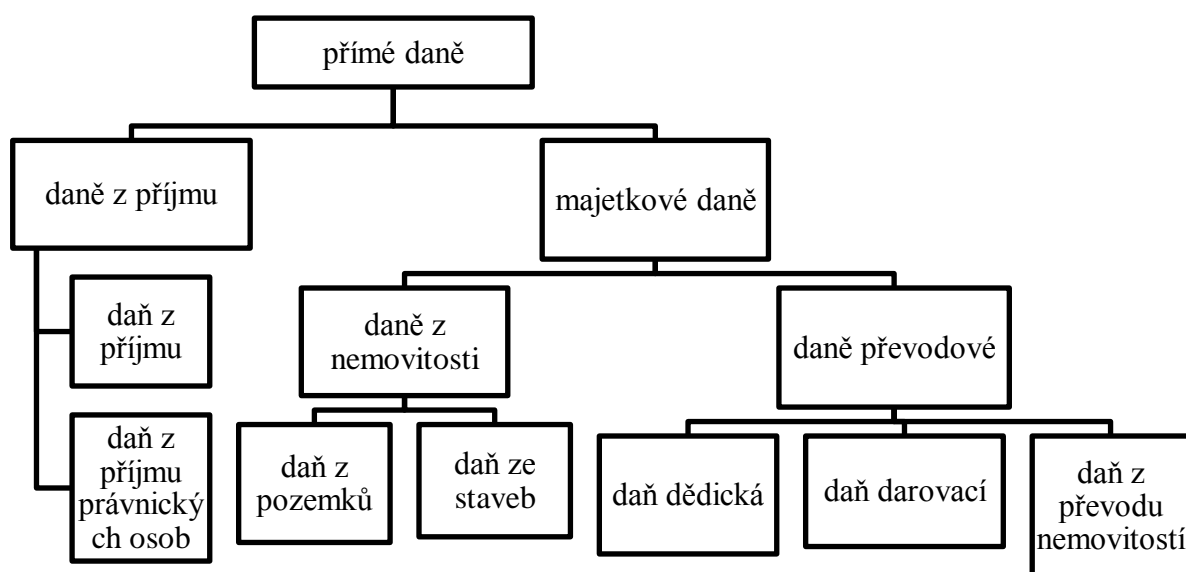 přímé daně
daně z příjmu
majetkové daně
daň z
příjmu
daň z
příjmu
právnický
ch osob
daně z
nemovitosti
daně převodové
daň z
pozemků
daň ze
staveb
daň dědická
daň darovací
daň z
převodu
nemovitostí